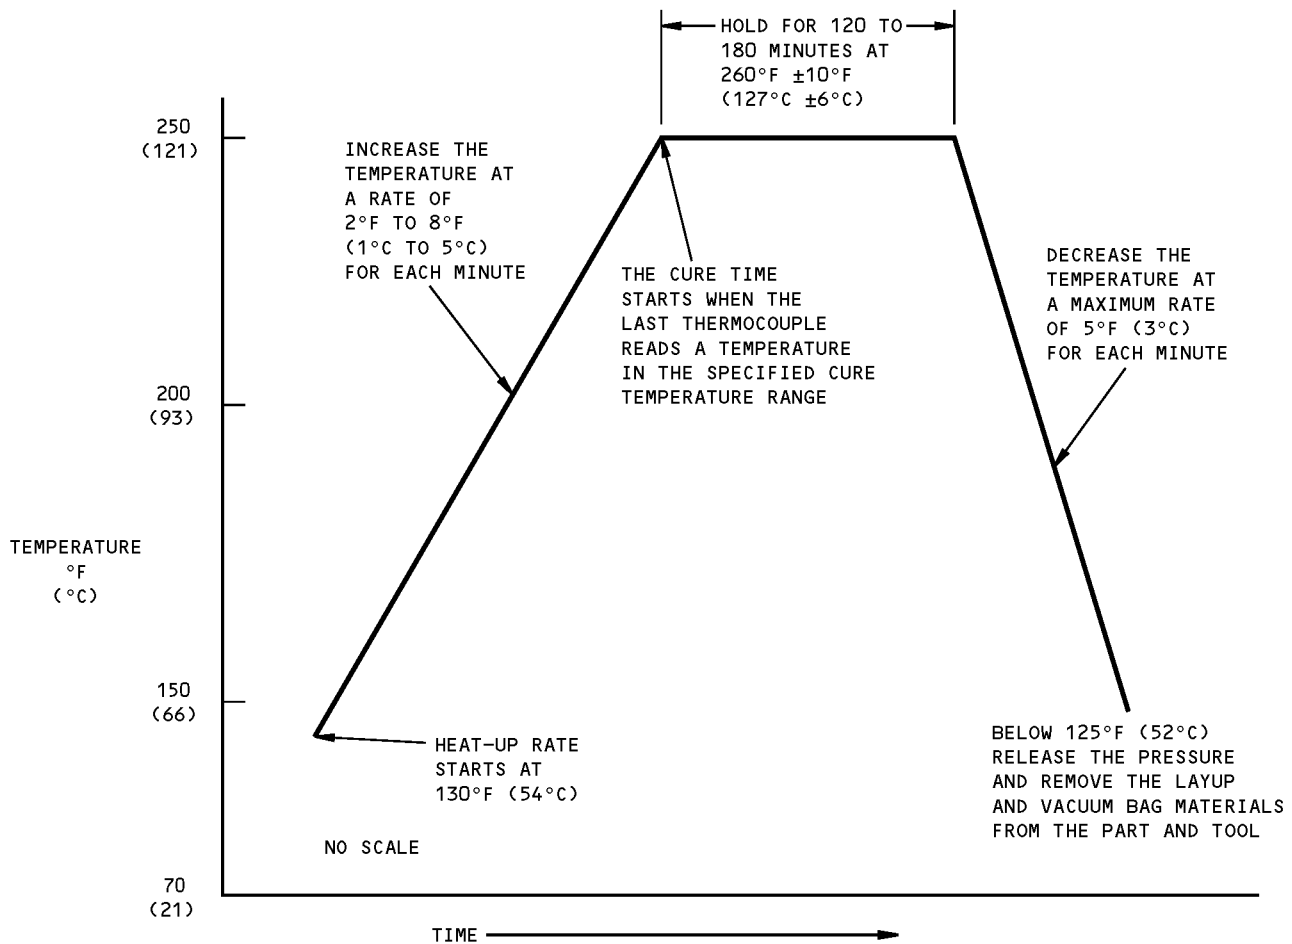 HOLD FOR 120 TO
180 MINUTES AT
260°F ±10°F
(127°C ±6°C)
250
(121)
INCREASE THE
TEMPERATURE AT
A RATE OF
2°F TO 8°F
(1°C TO 5°C)
FOR EACH MINUTE
THE CURE TIME
STARTS WHEN THE
LAST THERMOCOUPLE
READS A TEMPERATURE
IN THE SPECIFIED CURE
TEMPERATURE RANGE
DECREASE THE
TEMPERATURE AT
A MAXIMUM RATE
OF 5°F (3°C)
FOR EACH MINUTE
200
(93)
TEMPERATURE
°F
(°C)
150
(66)
HEAT-UP RATE
STARTS AT
130°F (54°C)
BELOW 125°F (52°C)
RELEASE THE PRESSURE
AND REMOVE THE LAYUP
AND VACUUM BAG MATERIALS
FROM THE PART AND TOOL
NO SCALE
70
(21)
TIME